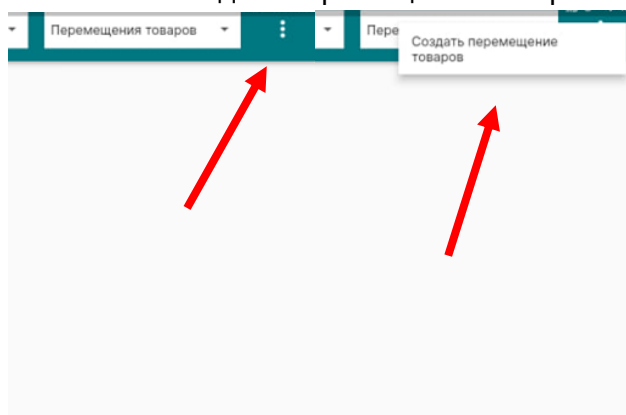 Перемещения товаров
Пере
Создать перемещение
товаров